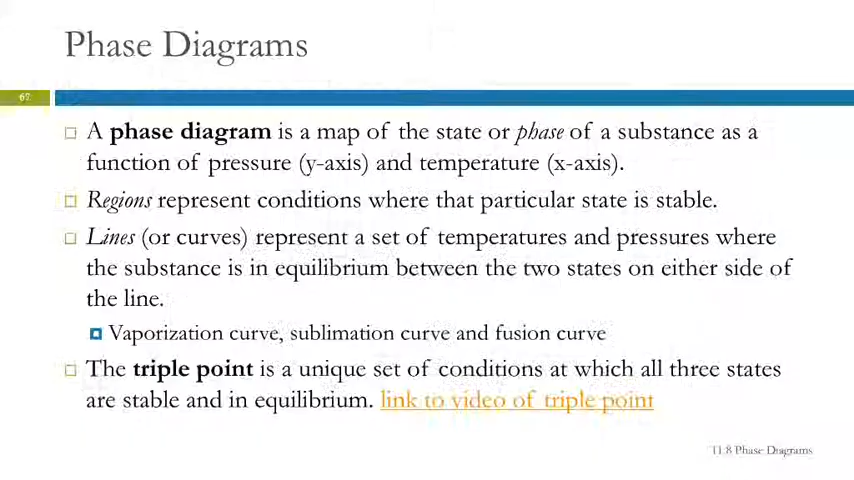 Phase Diagrams
67
A phase diagram is a map of the state or phase of a substance as a
function of pressure (y-axis) and temperature (x-axis).
Regions represent conditions where that particular state is stable.
Lines (or curves) represent a set of temperatures and pressures where
the substance is in equilibrium between the two states on either side of
the line.
Vaporization curve, sublimation curve and fusion curve
The triple point is a unique set of conditions at which all three states
are stable and in equilibrium. link to video of triple point
11.8 Phase Diagrams